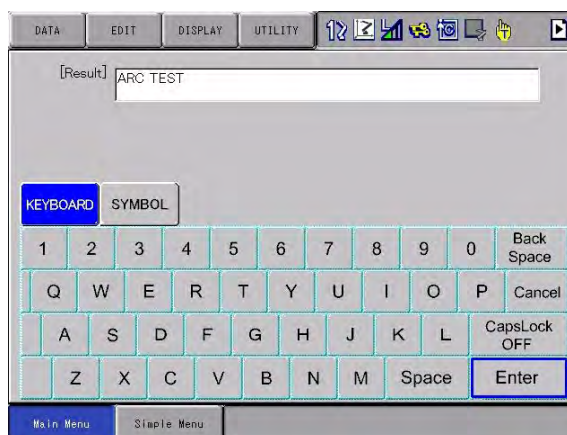 DATA EDIT DISPLAY UTILITY
[Result] ARC TEST
KEYBOARD SYMBOL
1 2 3 4 5 6 7 8 9 0 Back Space
Q W E R T Y U I O P Cancel
A S D F G H J K L CapsLock OFF
Z X C V B N M Space Enter
Main Menu Simple Menu